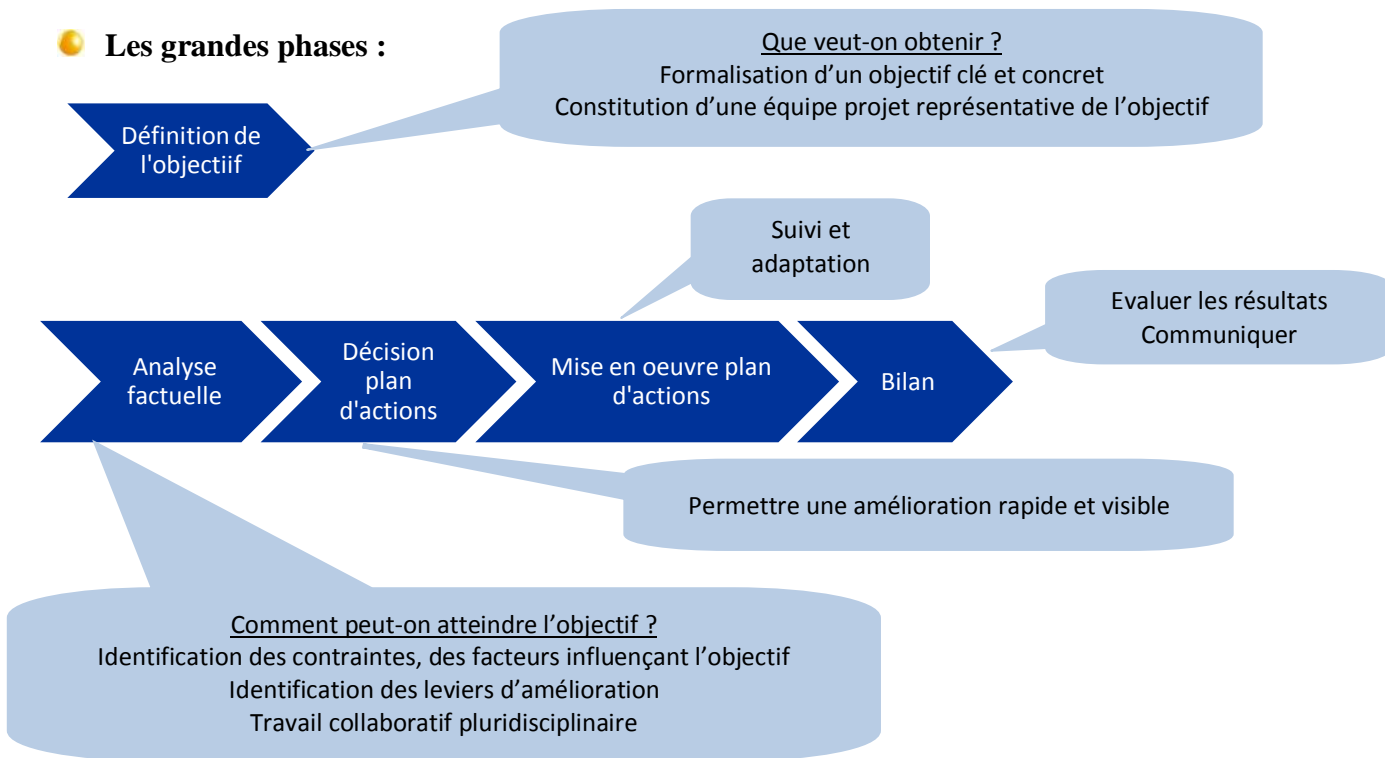 Les grandes phases :
Que veut-on obtenir ?
Formalisation d’un objectif clé et concret
Constitution d’une équipe projet représentative de l’objectif
Définition de
l'objectiif
Suivi et
adaptation
Evaluer les résultats
Communiquer
Analyse
factuelle
Décision
plan
d'actions
Mise en oeuvre plan
d'actions
Bilan
Permettre une amélioration rapide et visible
Comment peut-on atteindre l’objectif ?
Identification des contraintes, des facteurs influençant l’objectif
Identification des leviers d’amélioration
Travail collaboratif pluridisciplinaire